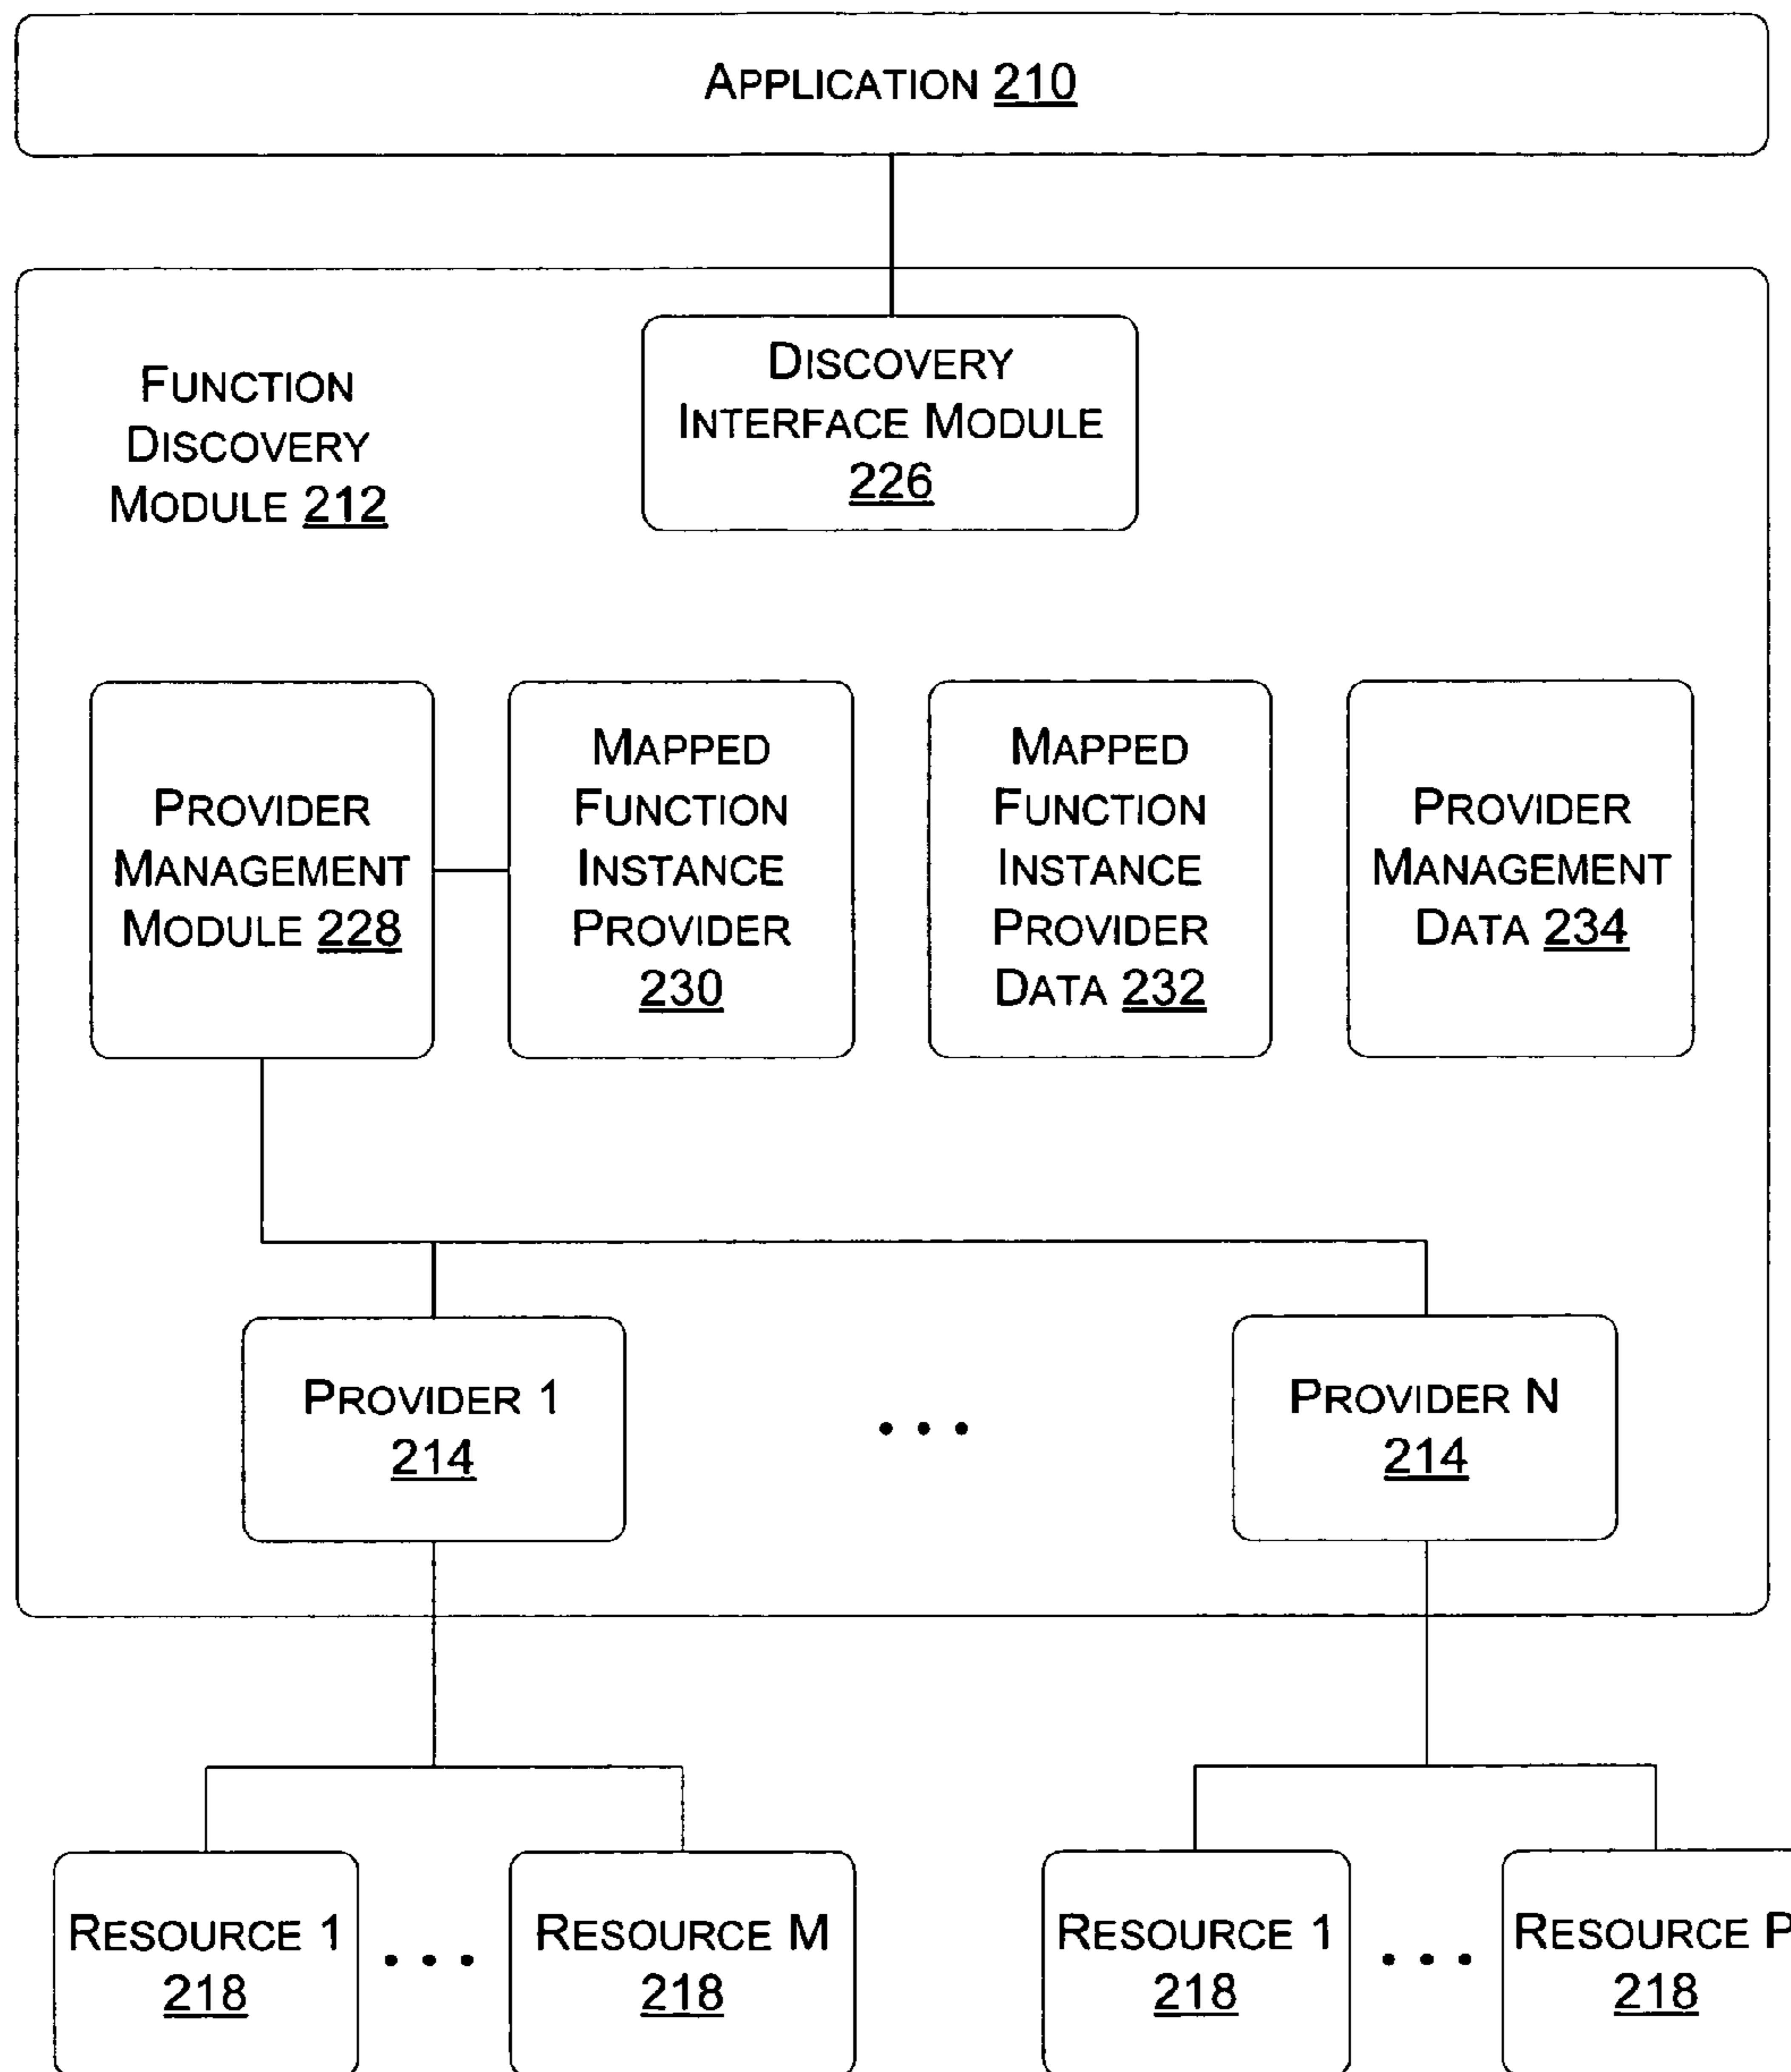 APPLICATION 210
FUNCTION
DISCOVERY
MODULE 212
DISCOVERY
INTERFACE MODULE
226
PROVIDER
MANAGEMENT
MODULE 228
MAPPED
FUNCTION
INSTANCE
PROVIDER
230
MAPPED
FUNCTION
INSTANCE
PROVIDER
DATA 232
PROVIDER
MANAGEMENT
DATA 234
PROVIDER 1
214
• • •
PROVIDER N
214
RESOURCE 1
218
• • •
RESOURCE M
218
RESOURCE 1
218
• • •
RESOURCE P
218